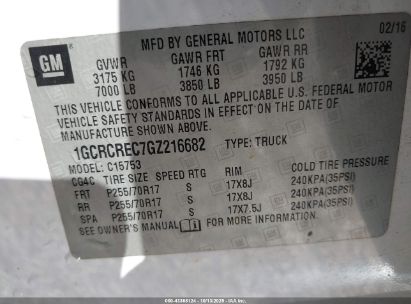 MFD BY GENERAL MOTORS LLC
02/16
GM
GVWR GAWR FRT GAWR RR
3175 KG 1746 KG 1792 KG
7000 LB 3850 LB 3950 LB
THIS VEHICLE CONFORMS TO ALL APPLICABLE U.S. FEDERAL MOTOR
VEHICLE SAFETY STANDARDS IN EFFECT ON THE DATE OF
MANUFACTURE SHOWN ABOVE.
1GCRCREC7GZ216682 TYPE: TRUCK
MODEL: C15753
CG4C TIRE SIZE SPEED RTG RIM COLD TIRE PRESSURE
FRT P255/70R17 S 17X8J 240KPA(35PSI)
RR P255/70R17 S 17X8J 240KPA(35PSI)
SPA P255/70R17 S 17X7.5J 240KPA(35PSI)
SEE OWNER'S MANUAL